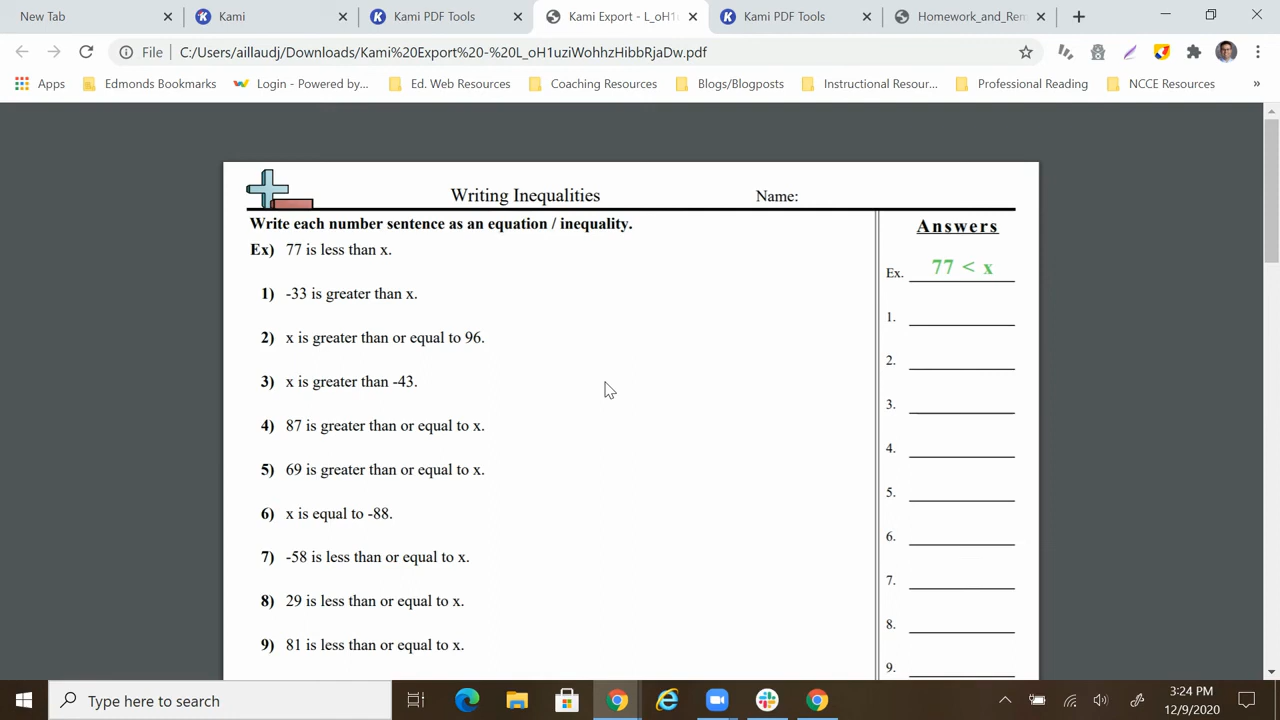 New Tab
Kami
Kami PDF Tools
Kami Export - L_oH1u
Kami PDF Tools
Homework_and_Rem
File
C:/Users/aillaudj/Downloads/Kami%20Export%20-%20L_oH1uziWohhzHibbRjaDw.pdf
Apps
Edmonds Bookmarks
Login - Powered by...
Ed. Web Resources
Coaching Resources
Blogs/Blogposts
Instructional Resour...
Professional Reading
NCCE Resources
»
Writing Inequalities
Name:
Write each number sentence as an equation / inequality.
Ex) 77 is less than x.
1) -33 is greater than x.
2) x is greater than or equal to 96.
3) x is greater than -43.
4) 87 is greater than or equal to x.
5) 69 is greater than or equal to x.
6) x is equal to -88.
7) -58 is less than or equal to x.
8) 29 is less than or equal to x.
9) 81 is less than or equal to x.
Answers
Ex. 77 < x
1.
2.
3.
4.
5.
6.
7.
8.
9.
Type here to search
3:24 PM
12/9/2020